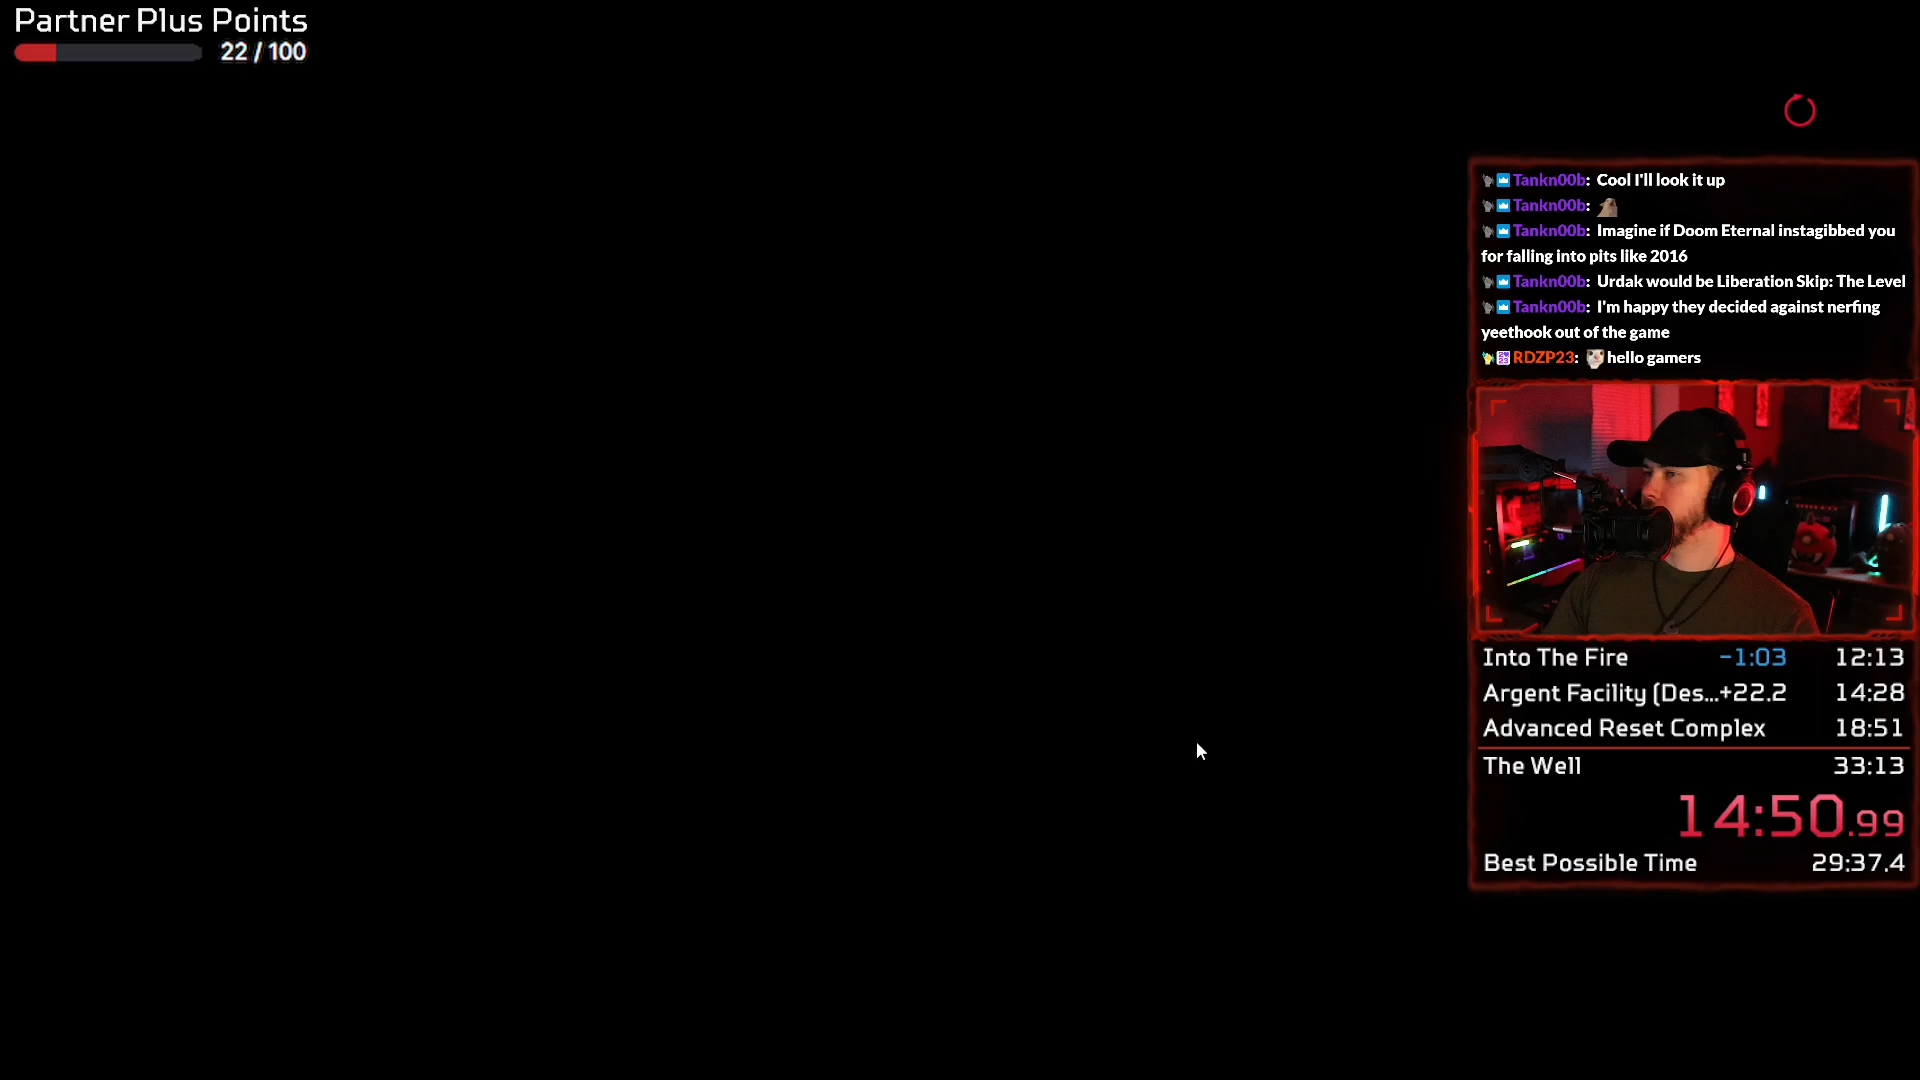 Partner Plus Points
22 / 100
Tankn00b: Cool I'll look it up
Tankn00b:
Tankn00b: Imagine if Doom Eternal instagibbed you
for falling into pits like 2016
Tankn00b: Urdak would be Liberation Skip: The Level
Tankn00b: I'm happy they decided against nerfing
yeethook out of the game
RDZP23: hello gamers
Into The Fire -1:03 12:13
Argent Facility (Des...+22.2 14:28
Advanced Reset Complex 18:51
The Well 33:13
14:50.99
Best Possible Time 29:37.4